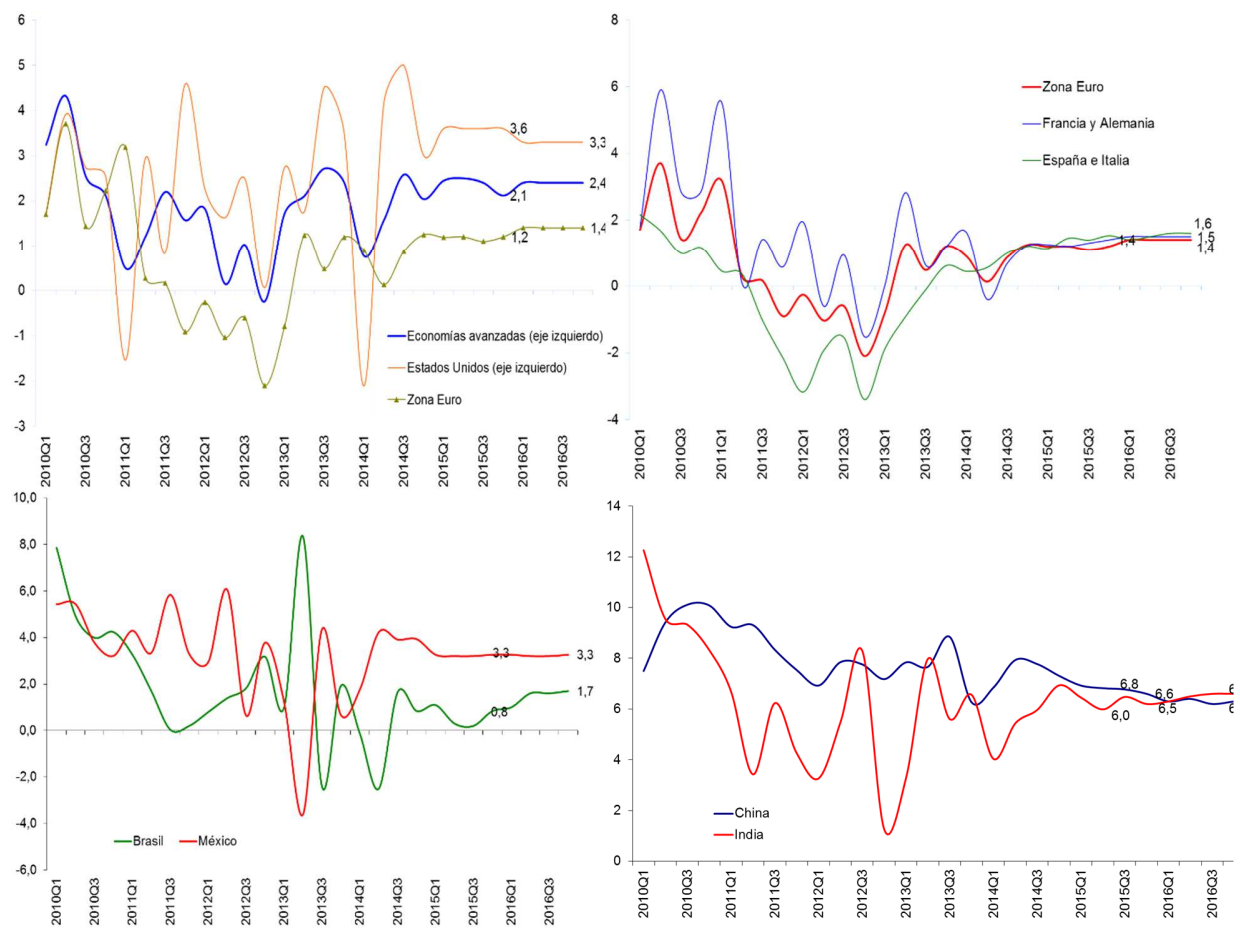 6
5
4
3
2
1
0
-1
-2
-3
3,6
3,3
2,4
2,1
1,4
1,2
Economías avanzadas (eje izquierdo)
Estados Unidos (eje izquierdo)
Zona Euro
2010Q1
2010Q3
2011Q1
2011Q3
2012Q1
2012Q3
2013Q1
2013Q3
2014Q1
2014Q3
2015Q1
2015Q3
2016Q1
2016Q3
8
6
4
2
0
-2
-4
Zona Euro
Francia y Alemania
España e Italia
1,6
1,4
1,5
1,4
2010Q1
2010Q3
2011Q1
2011Q3
2012Q1
2012Q3
2013Q1
2013Q3
2014Q1
2014Q3
2015Q1
2015Q3
2016Q1
2016Q3
10,0
8,0
6,0
4,0
2,0
0,0
-2,0
-4,0
-6,0
3,3
3,3
1,7
0,8
Brasil
México
2010Q1
2010Q3
2011Q1
2011Q3
2012Q1
2012Q3
2013Q1
2013Q3
2014Q1
2014Q3
2015Q1
2015Q3
2016Q1
2016Q3
14
12
10
8
6
4
2
0
6,8
6,6
6
6,0
6,5
6
China
India
2010Q1
2010Q3
2011Q1
2011Q3
2012Q1
2012Q3
2013Q1
2013Q3
2014Q1
2014Q3
2015Q1
2015Q3
2016Q1
2016Q3